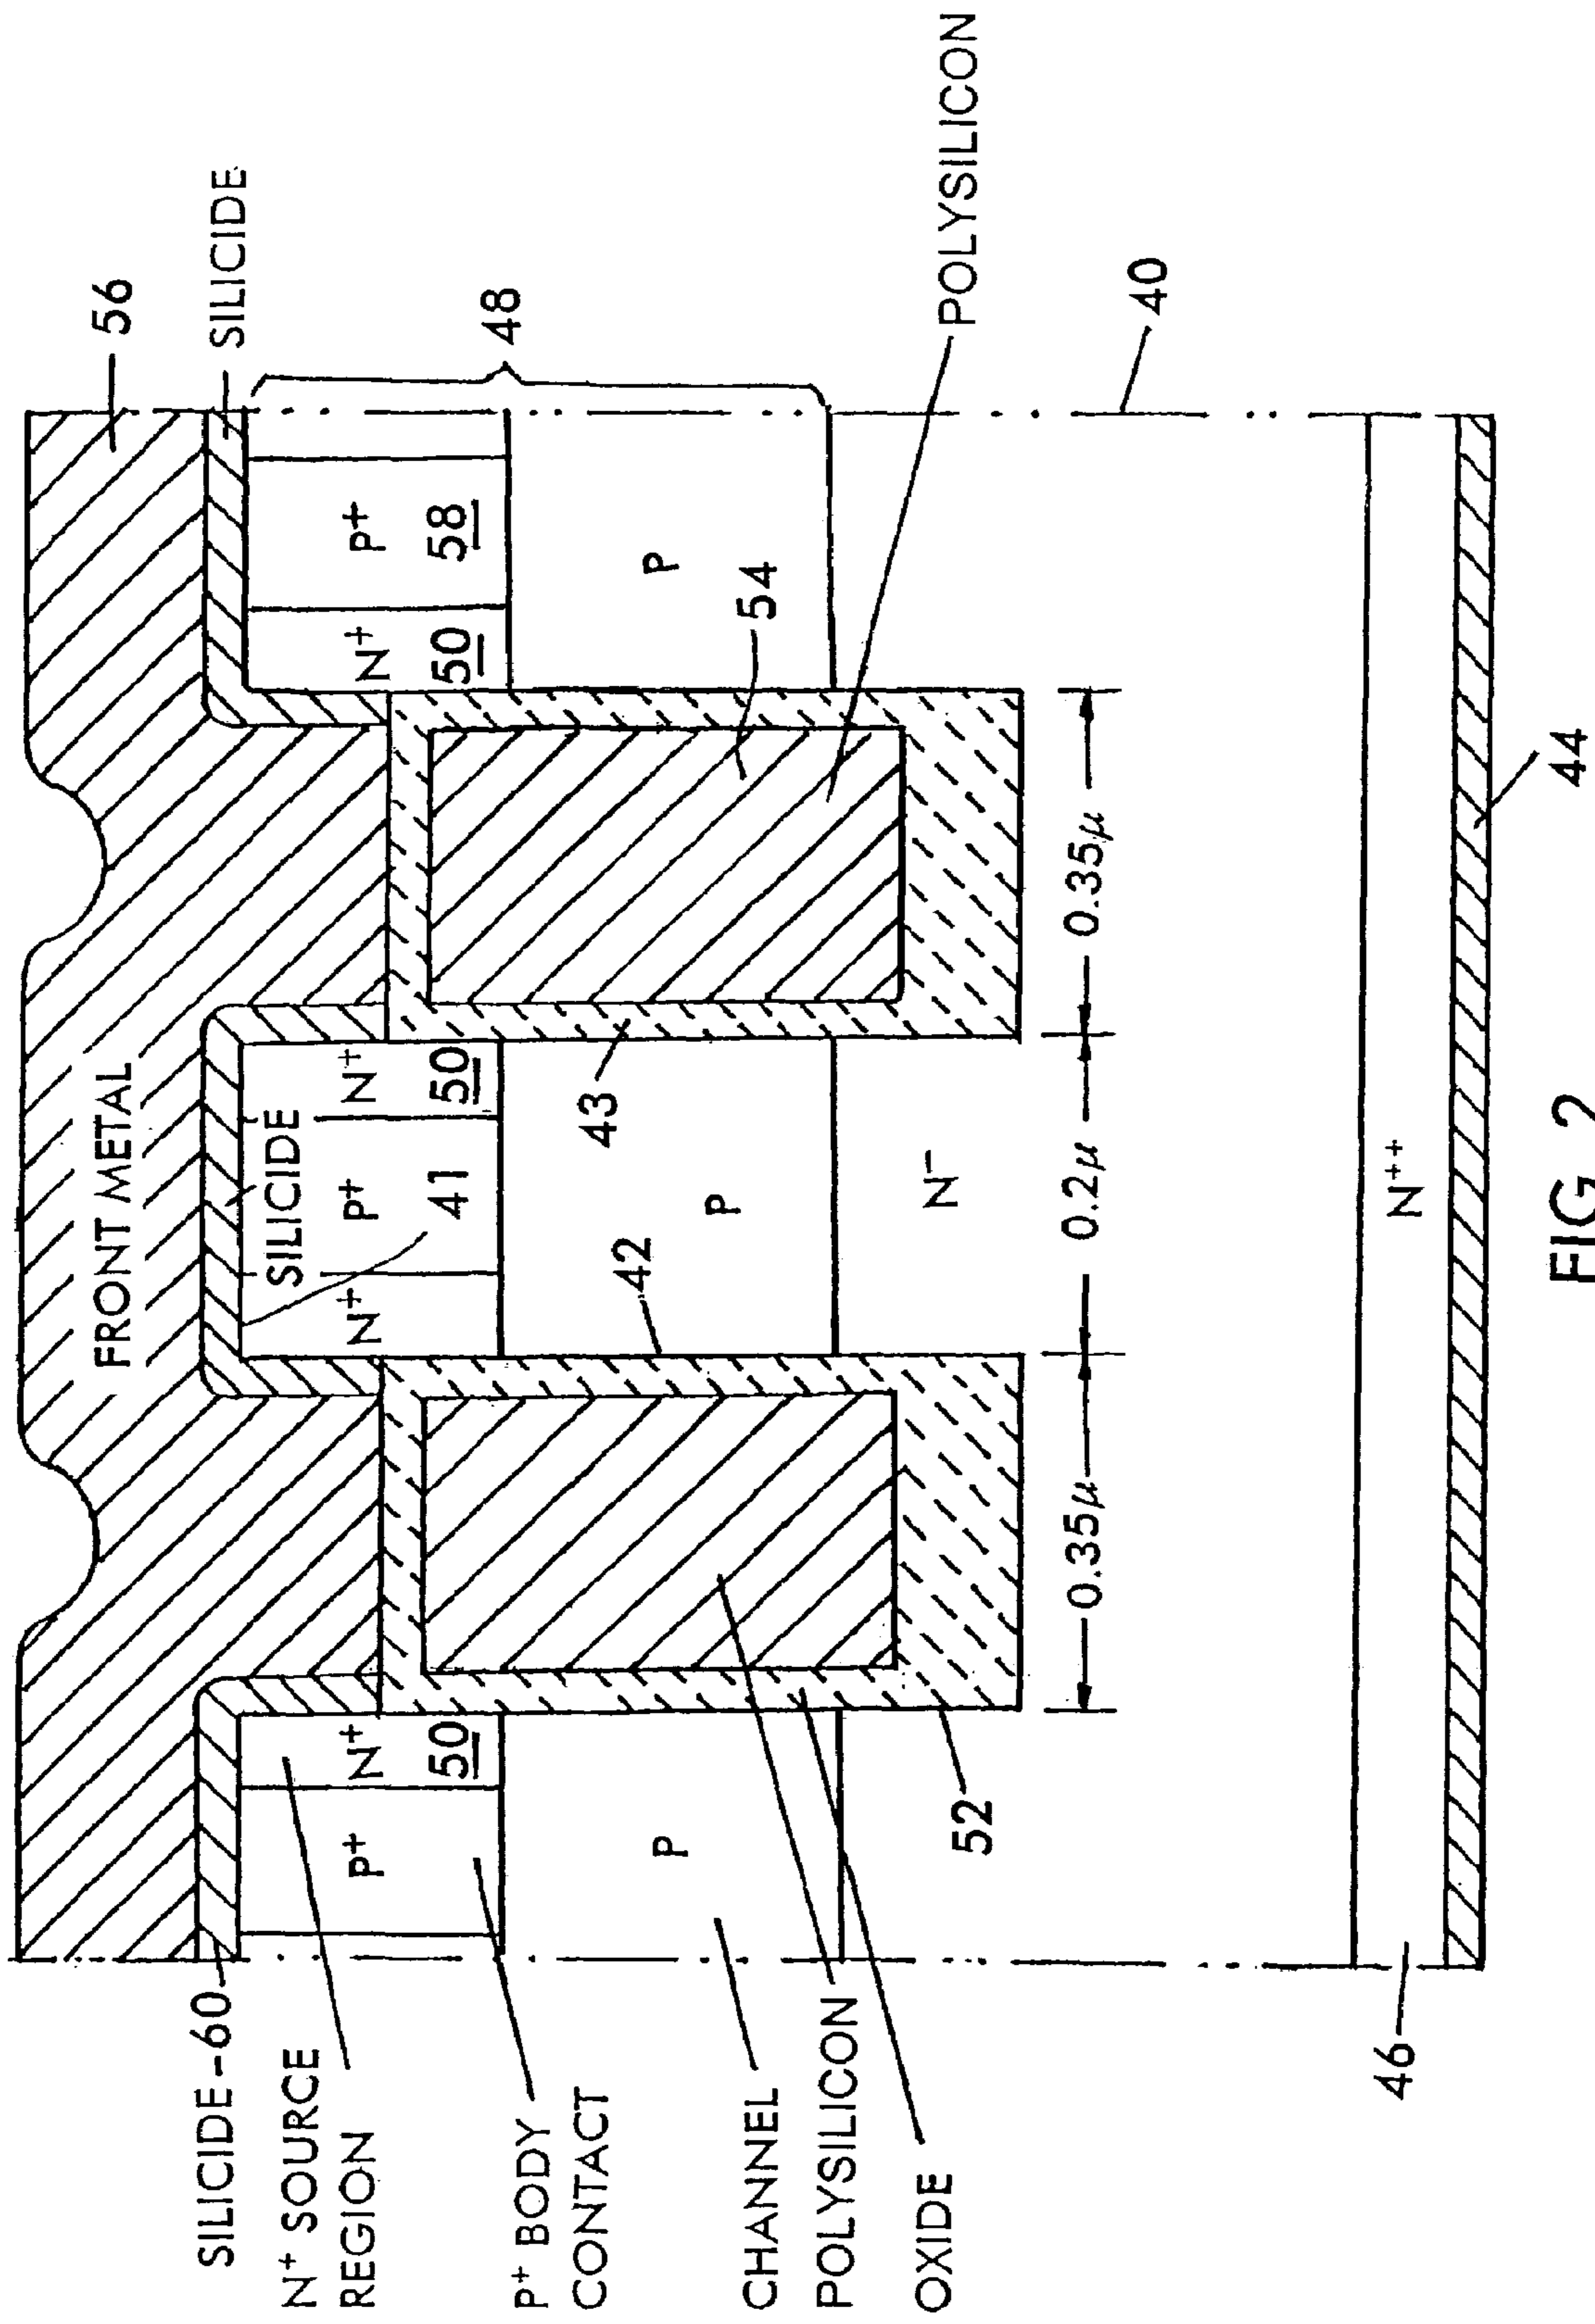 56
SILICIDE
48
POLYSILICON
40
FRONT METAL
SILICIDE
N+
P+
N+
50
41
P+
58
N+
50
P
54
P
43
42
N-
P+
N+
50
P
SILICIDE-60
N+ SOURCE
REGION
P+ BODY
CONTACT
CHANNEL
POLYSILICON
OXIDE
52
0.35μ
0.2μ
0.35μ
N++
46
44
FIG. 2